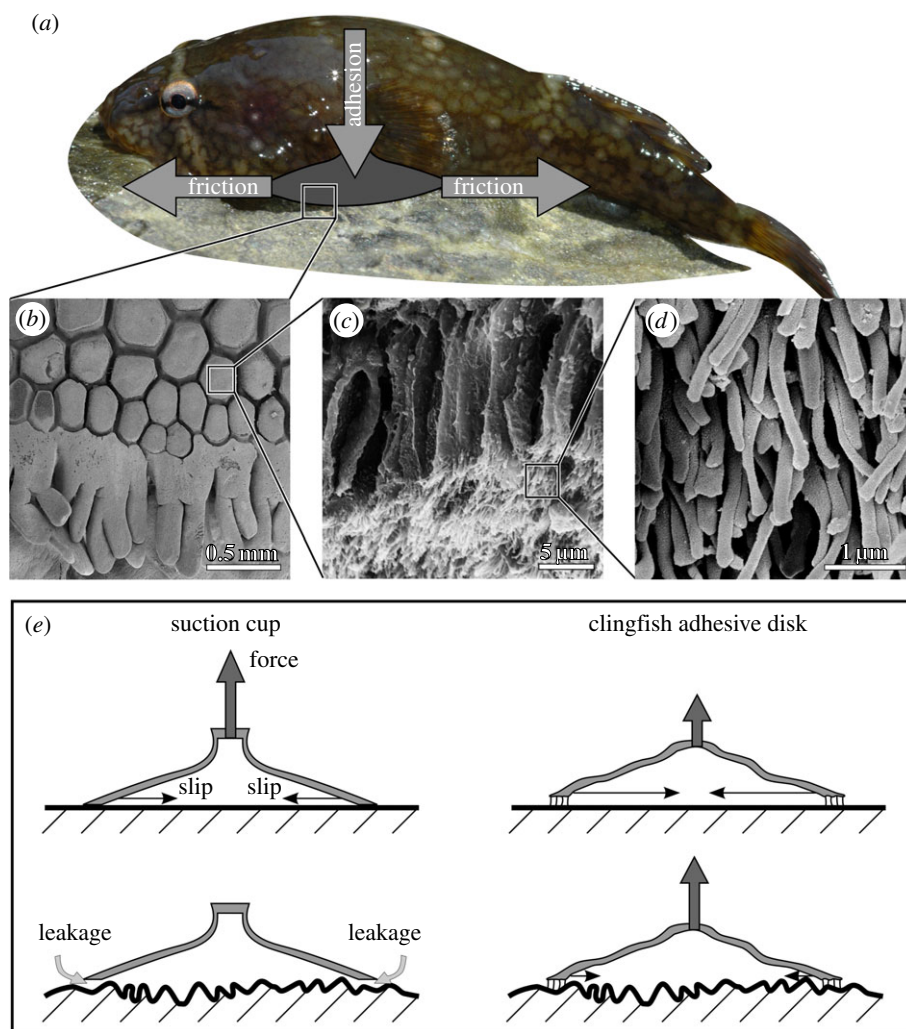 (a)
adhesion
friction
friction
(b)
(c)
(d)
0.5 mm
5 µm
1 µm
(e)
suction cup
clingfish adhesive disk
force
slip
slip
leakage
leakage